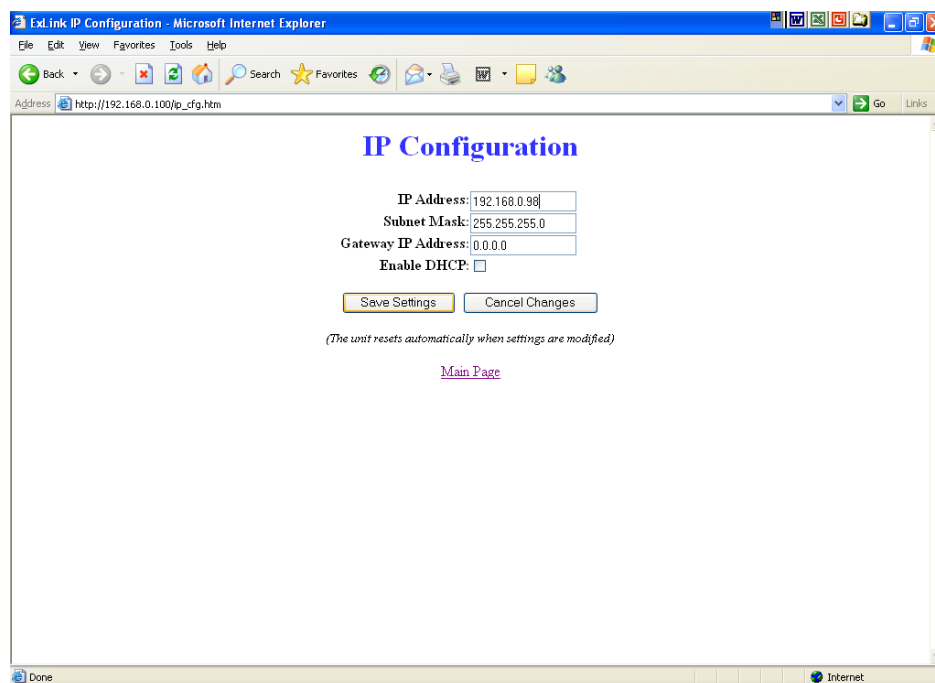 ExLink IP Configuration - Microsoft Internet Explorer
File Edit View Favorites Tools Help
Back Search Favorites
Address http://192.168.0.100/ip_cfg.htm Go Links
IP Configuration
IP Address: 192.168.0.98
Subnet Mask: 255.255.255.0
Gateway IP Address: 0.0.0.0
Enable DHCP:
Save Settings Cancel Changes
(The unit resets automatically when settings are modified)
Main Page
Done Internet